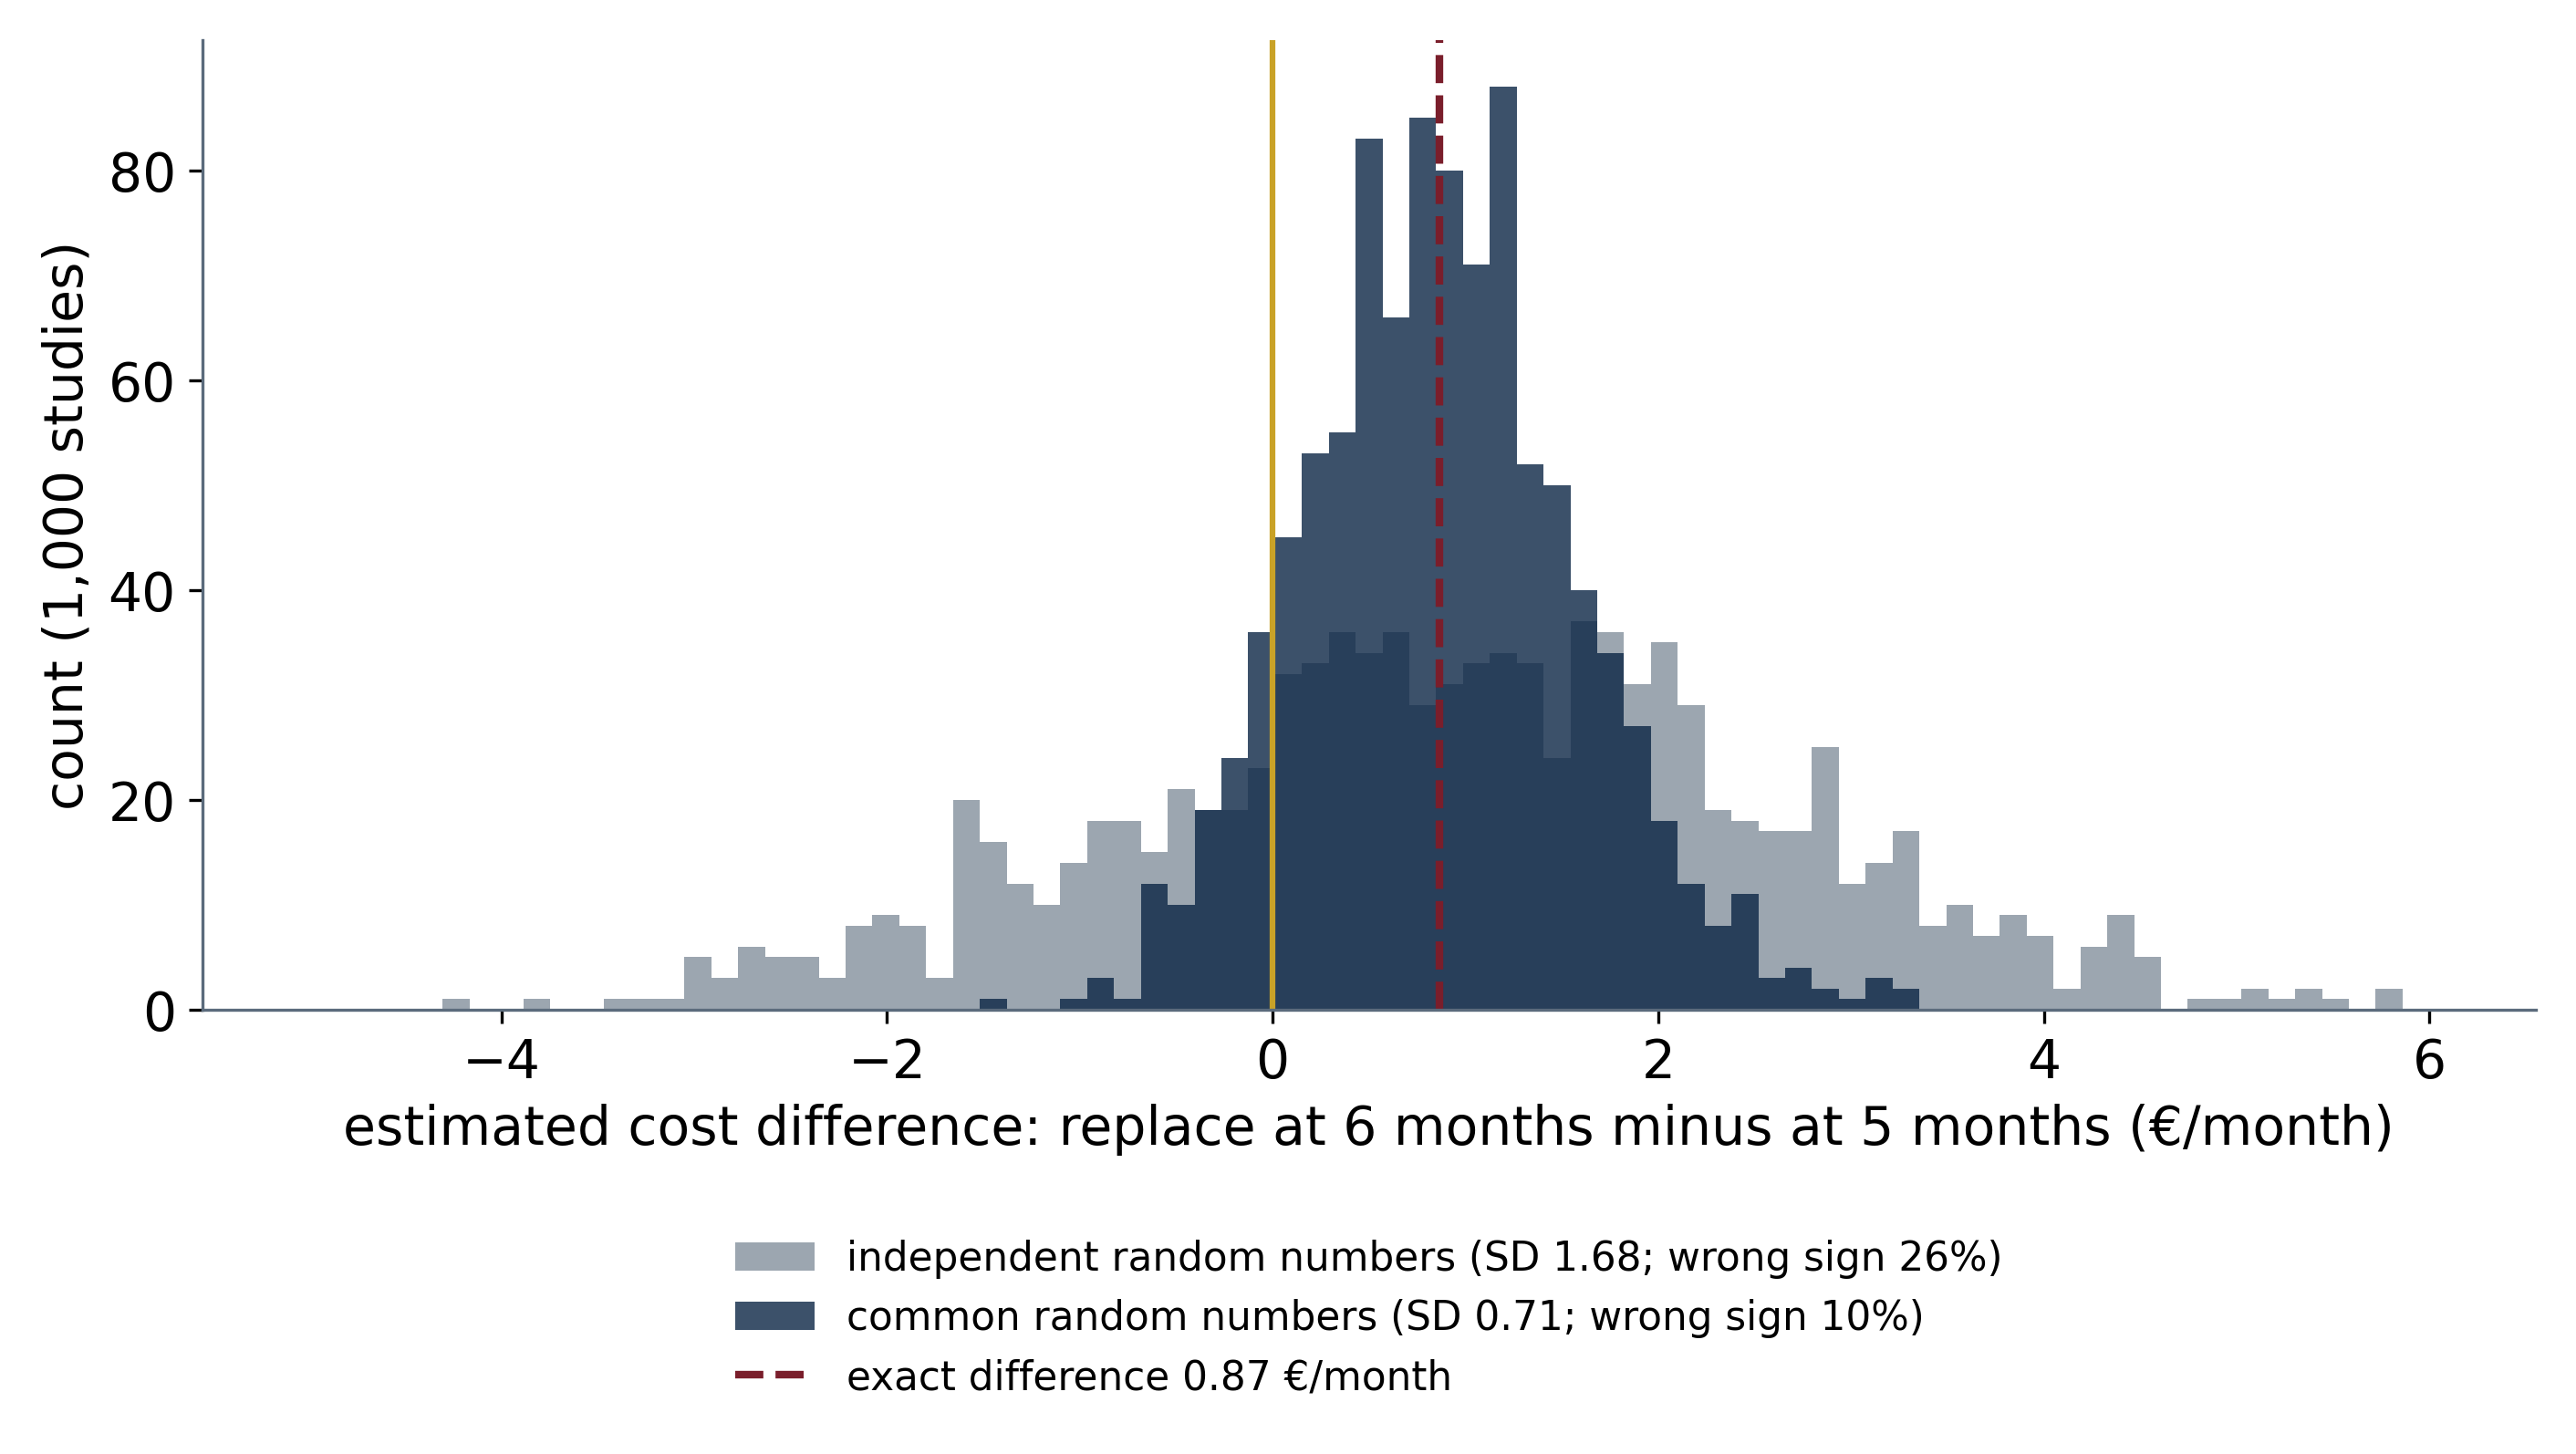 count (1,000 studies)
80
60
40
20
0
−4
−2
0
2
4
6
estimated cost difference: replace at 6 months minus at 5 months (€/month)
independent random numbers (SD 1.68; wrong sign 26%)
common random numbers (SD 0.71; wrong sign 10%)
exact difference 0.87 €/month